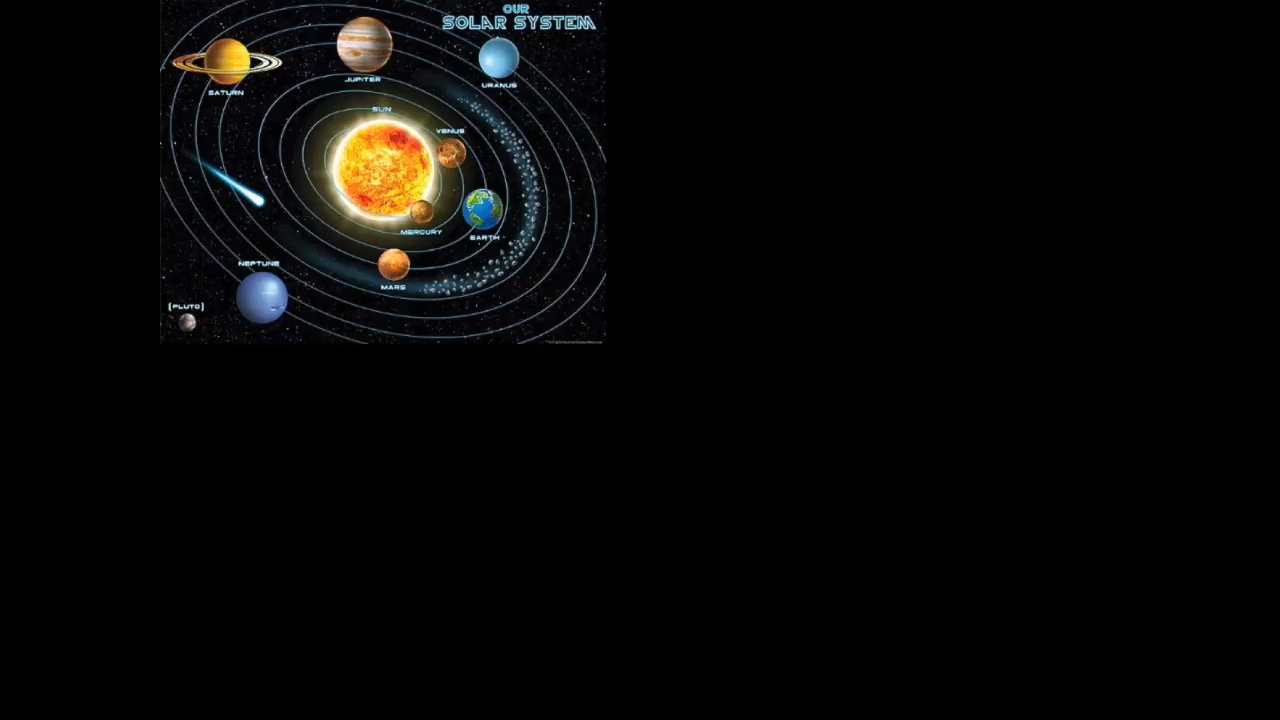 OUR
SOLAR SYSTEM
JUPITER
URANUS
SATURN
SUN
VENUS
MERCURY
EARTH
NEPTUNE
MARS
(PLUTO)